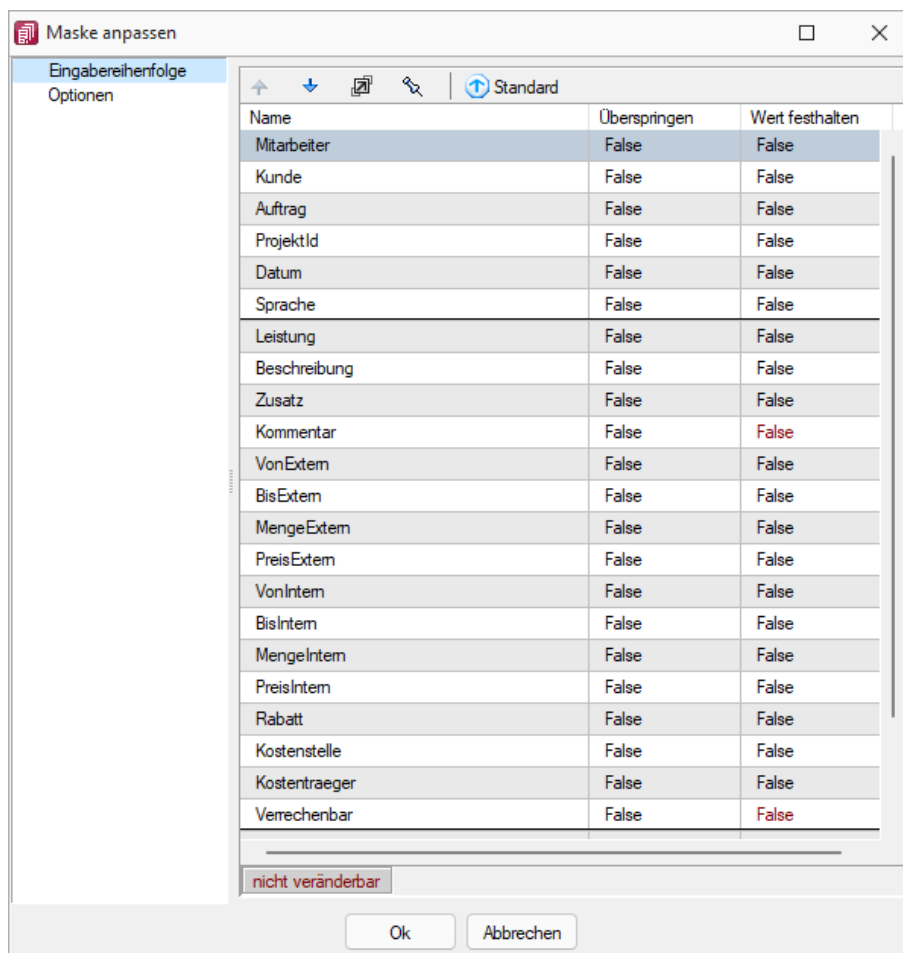 Maske anpassen
Eingabereihenfolge
Optionen
Standard
Name Überspringen Wert festhalten
Mitarbeiter False False
Kunde False False
Auftrag False False
ProjektId False False
Datum False False
Sprache False False
Leistung False False
Beschreibung False False
Zusatz False False
Kommentar False False
VonExtern False False
BisExtern False False
MengeExtern False False
PreisExtern False False
VonIntern False False
BisIntern False False
MengeIntern False False
PreisIntern False False
Rabatt False False
Kostenstelle False False
Kostentraeger False False
Verrechenbar False False
nicht veränderbar
Ok Abbrechen